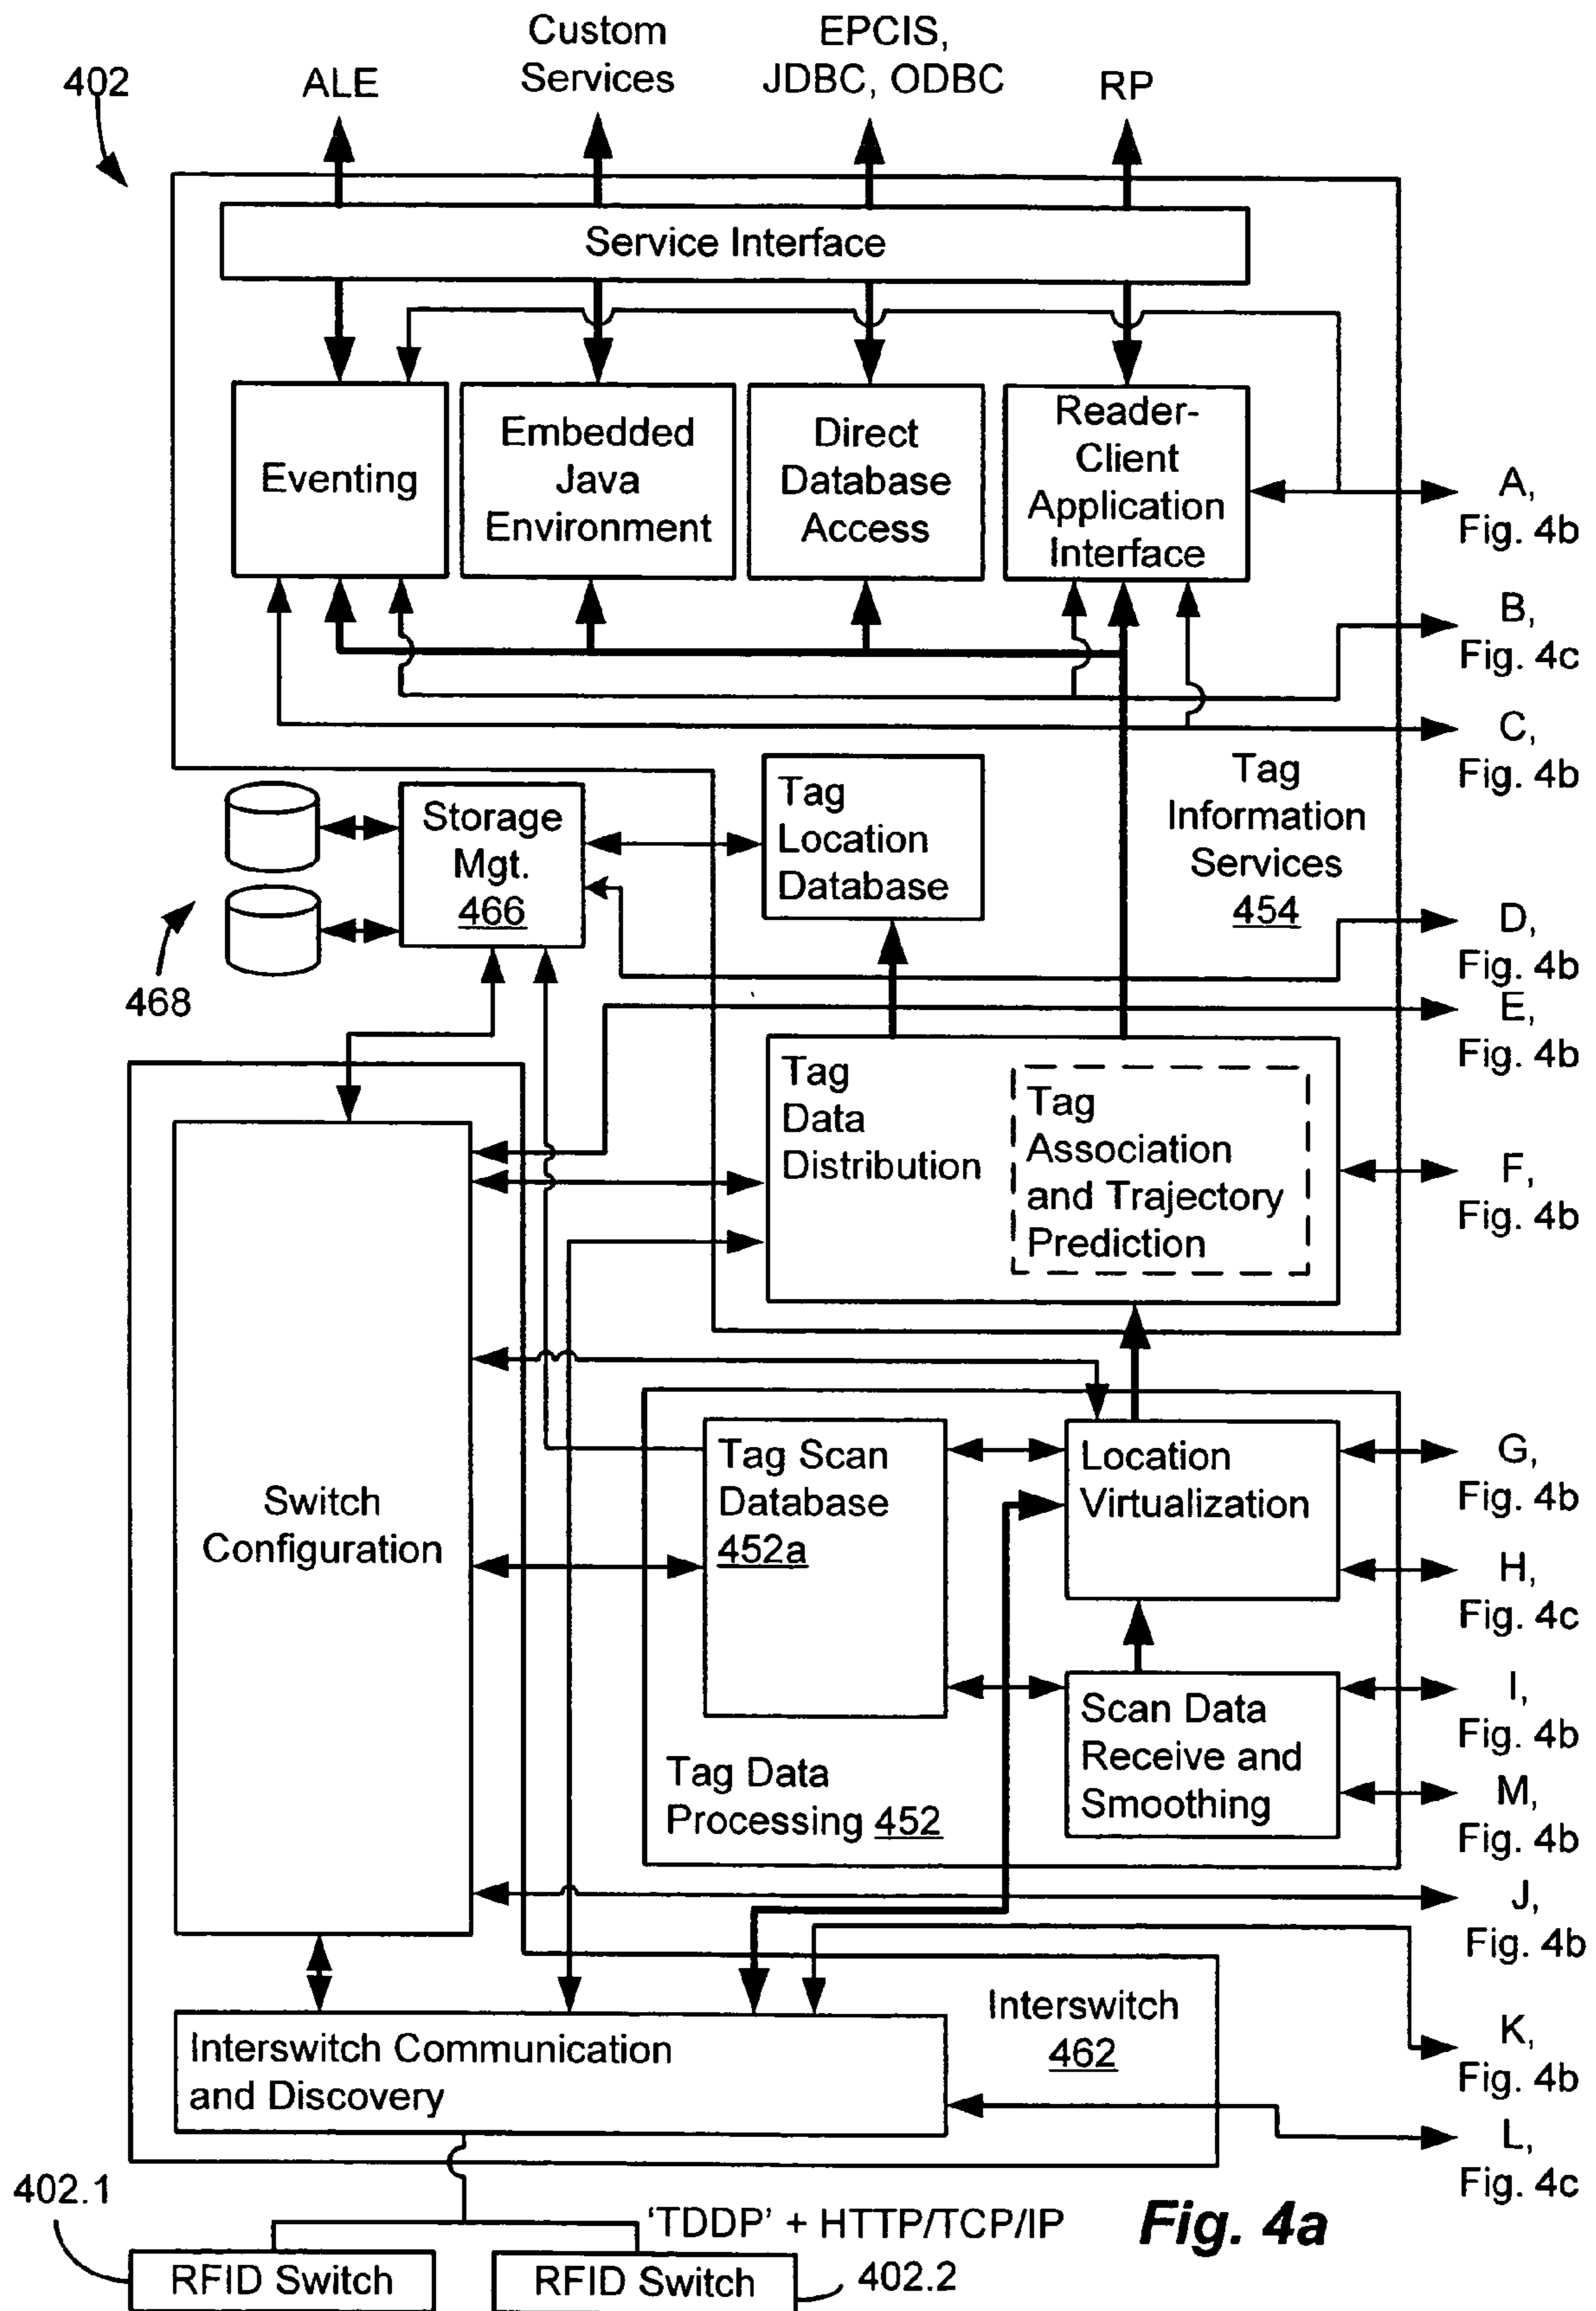 402
ALE
Custom
Services
EPCIS,
JDBC, ODBC
RP
Service Interface
Eventing
Embedded
Java
Environment
Direct
Database
Access
Reader-
Client
Application
Interface
A,
Fig. 4b
B,
Fig. 4c
C,
Fig. 4b
Storage
Mgt.
466
468
Tag
Location
Database
Tag
Information
Services
454
D,
Fig. 4b
E,
Fig. 4b
Tag
Data
Distribution
Tag
Association
and Trajectory
Prediction
F,
Fig. 4b
Switch
Configuration
Tag Scan
Database
452a
Location
Virtualization
G,
Fig. 4b
H,
Fig. 4c
Scan Data
Receive and
Smoothing
I,
Fig. 4b
M,
Fig. 4b
Tag Data
Processing 452
J,
Fig. 4b
Interswitch
462
Interswitch Communication
and Discovery
K,
Fig. 4b
L,
Fig. 4c
402.1
'TDDP' + HTTP/TCP/IP
Fig. 4a
RFID Switch
RFID Switch
402.2